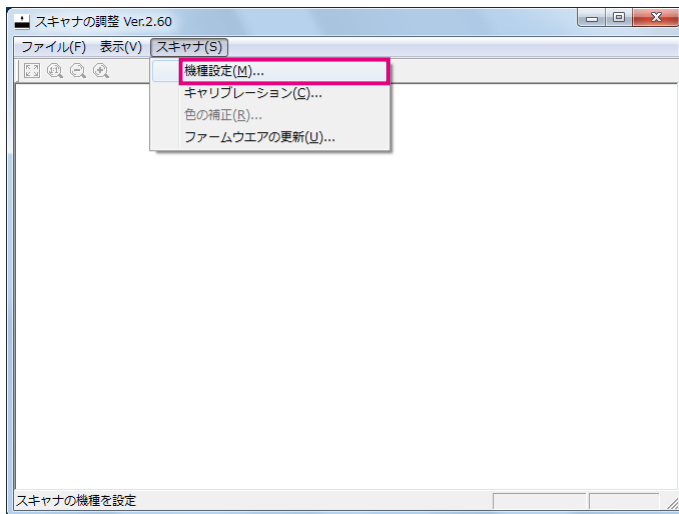 スキャナの調整 Ver.2.60
ファイル(F) 表示(V) スキャナ(S)
機種設定(M)...
キャリブレーション(C)...
色の補正(R)...
ファームウエアの更新(U)...
スキャナの機種を設定